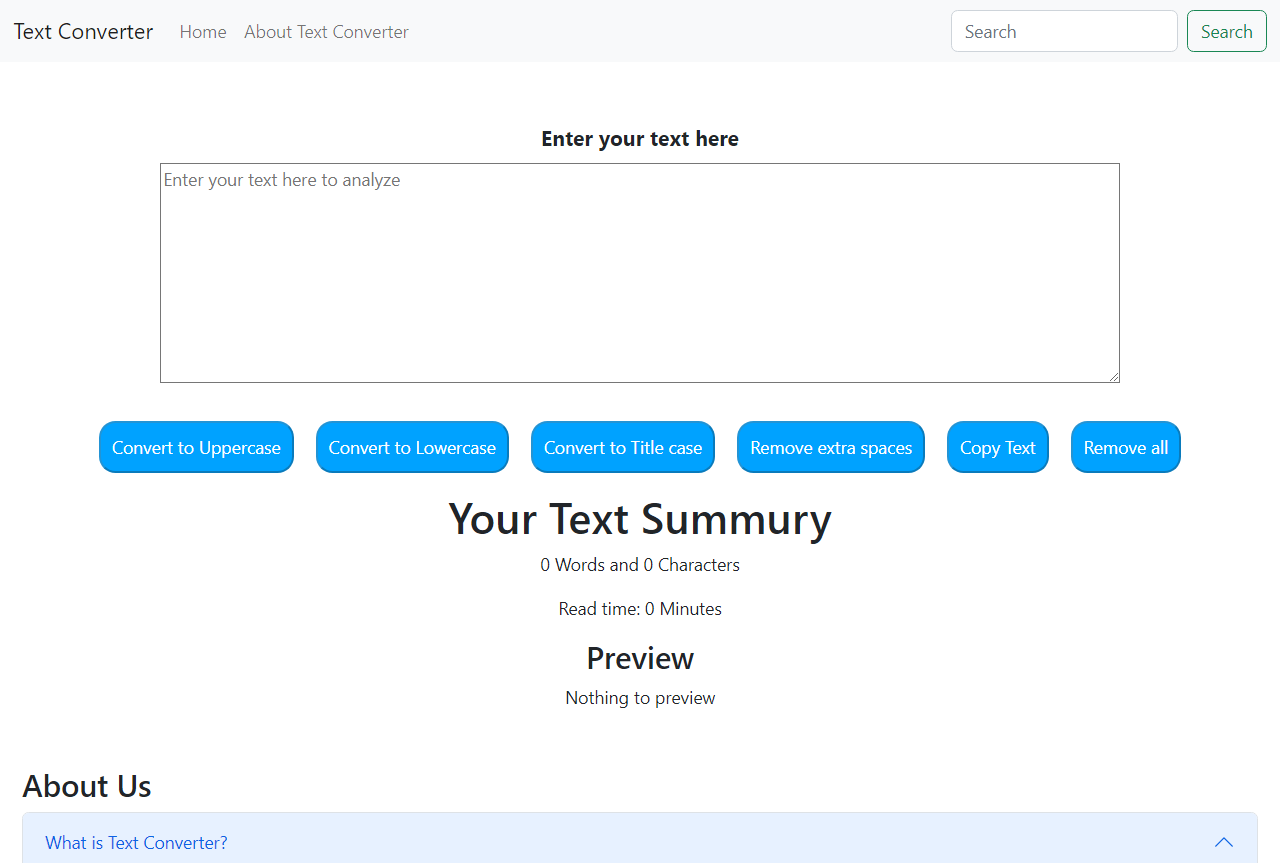 Text Converter Home About Text Converter Search Search
Enter your text here
Enter your text here to analyze
Convert to Uppercase Convert to Lowercase Convert to Title case Remove extra spaces Copy Text Remove all
Your Text Summury
0 Words and 0 Characters
Read time: 0 Minutes
Preview
Nothing to preview
About Us
What is Text Converter?